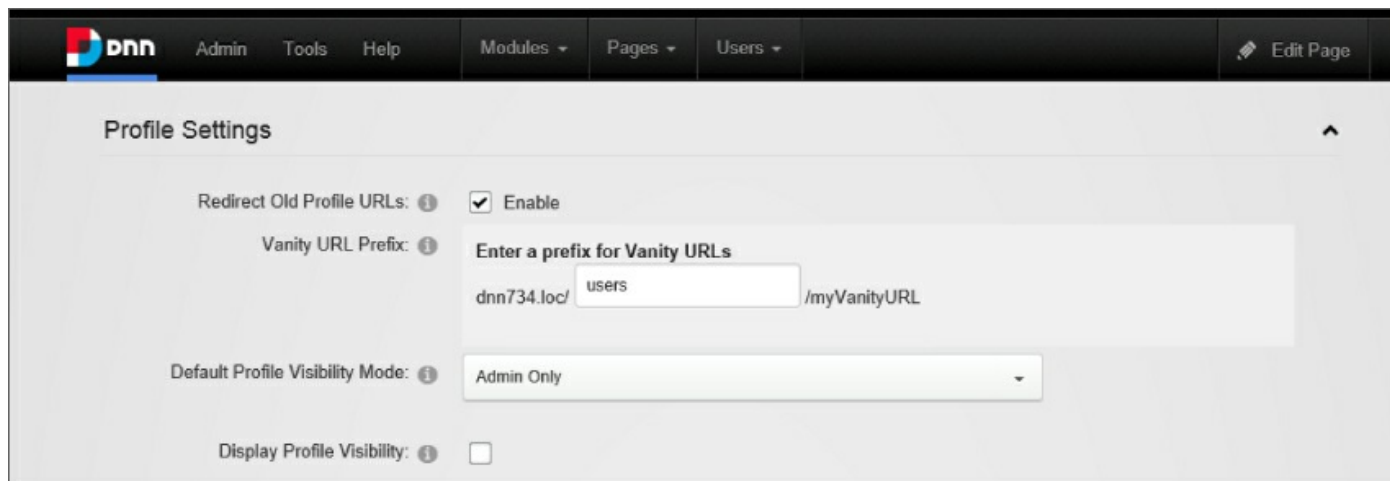 DNN Admin Tools Help Modules Pages Users Edit Page
Profile Settings
Redirect Old Profile URLs: Enable
Vanity URL Prefix: Enter a prefix for Vanity URLs
dnn734.loc/ users /myVanityURL
Default Profile Visibility Mode: Admin Only
Display Profile Visibility: